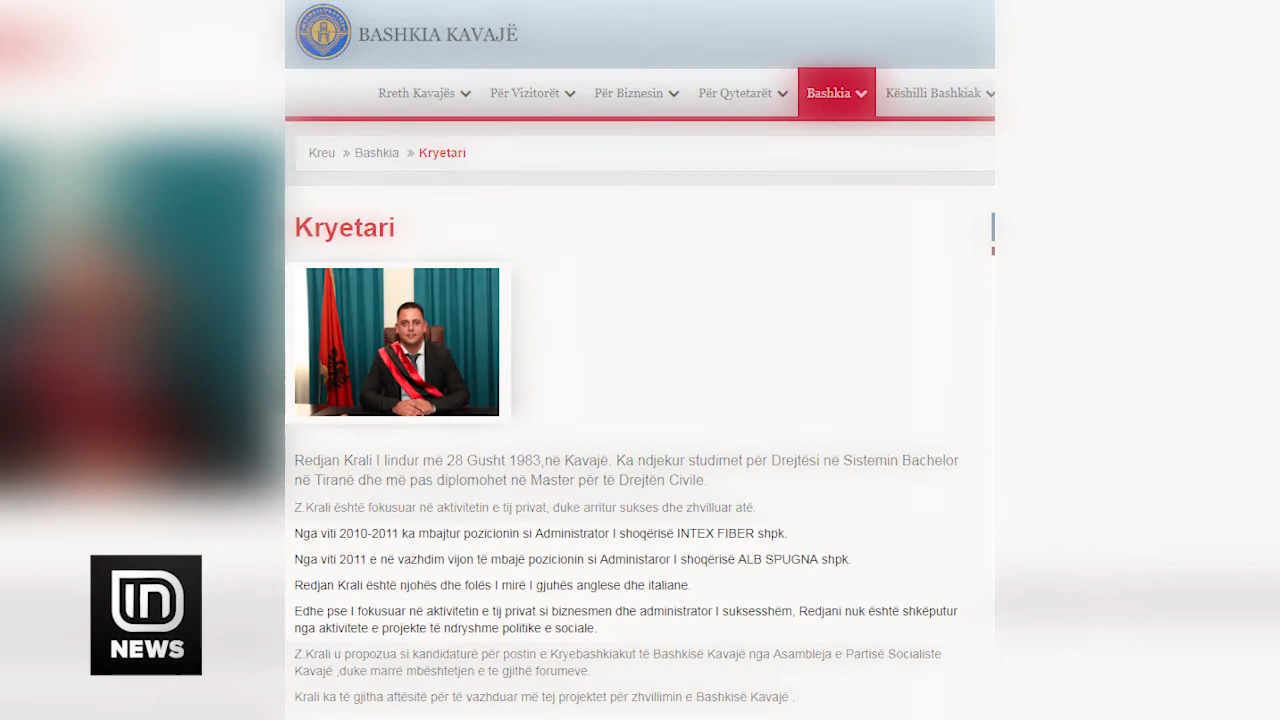 BASHKIA KAVAJË
Rreth Kavajës Për Vizitorët Për Biznesin Për Qytetarët Bashkia Këshilli Bashkiak
Kreu » Bashkia » Kryetari
Kryetari
Redjan Krali I lindur më 28 Gusht 1983,në Kavajë. Ka ndjekur studimet për Drejtësi në Sistemin Bachelor
në Tiranë dhe më pas diplomohet në Master për të Drejtën Civile.
Z.Krali është fokusuar në aktivitetin e tij privat, duke arritur sukses dhe zhvilluar atë.
Nga viti 2010-2011 ka mbajtur pozicionin si Administrator I shoqërisë INTEX FIBER shpk.
Nga viti 2011 e në vazhdim vijon të mbajë pozicionin si Administaror I shoqërisë ALB SPUGNA shpk.
Redjan Krali është njohës dhe folës I mirë I gjuhës anglese dhe italiane.
Edhe pse I fokusuar në aktivitetin e tij privat si biznesmen dhe administrator I suksesshëm, Redjani nuk është shkëputur
nga aktivitete e projekte të ndryshme politike e sociale.
Z.Krali u propozua si kandidaturë për postin e Kryebashkiakut të Bashkisë Kavajë nga Asambleja e Partisë Socialiste
Kavajë ,duke marrë mbështetjen e te gjithë forumeve.
Krali ka të gjitha aftësitë për të vazhduar më tej projektet për zhvillimin e Bashkisë Kavajë .
IN
NEWS